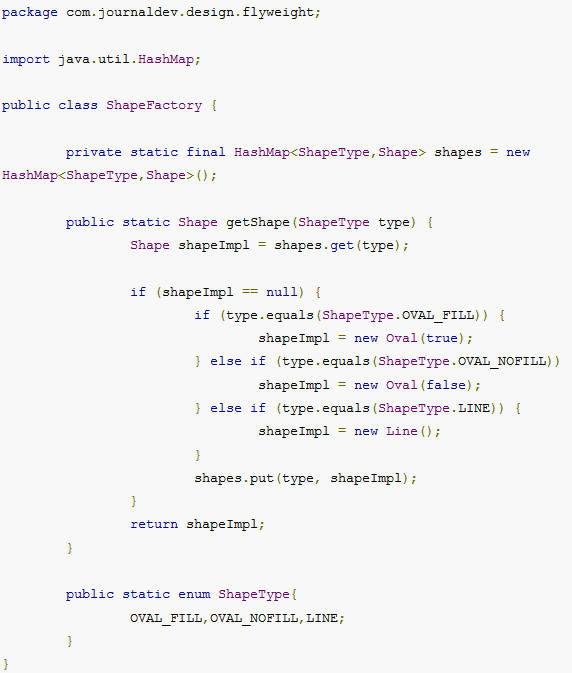 package com.journaldev.design.flyweight;
import java.util.HashMap;
public class ShapeFactory {
private static final HashMap<ShapeType,Shape> shapes = new
HashMap<ShapeType,Shape>();
public static Shape getShape(ShapeType type) {
Shape shapeImpl = shapes.get(type);
if (shapeImpl == null) {
if (type.equals(ShapeType.OVAL_FILL)) {
shapeImpl = new Oval(true);
} else if (type.equals(ShapeType.OVAL_NOFILL))
shapeImpl = new Oval(false);
} else if (type.equals(ShapeType.LINE)) {
shapeImpl = new Line();
}
shapes.put(type, shapeImpl);
}
return shapeImpl;
}
public static enum ShapeType{
OVAL_FILL,OVAL_NOFILL,LINE;
}
}